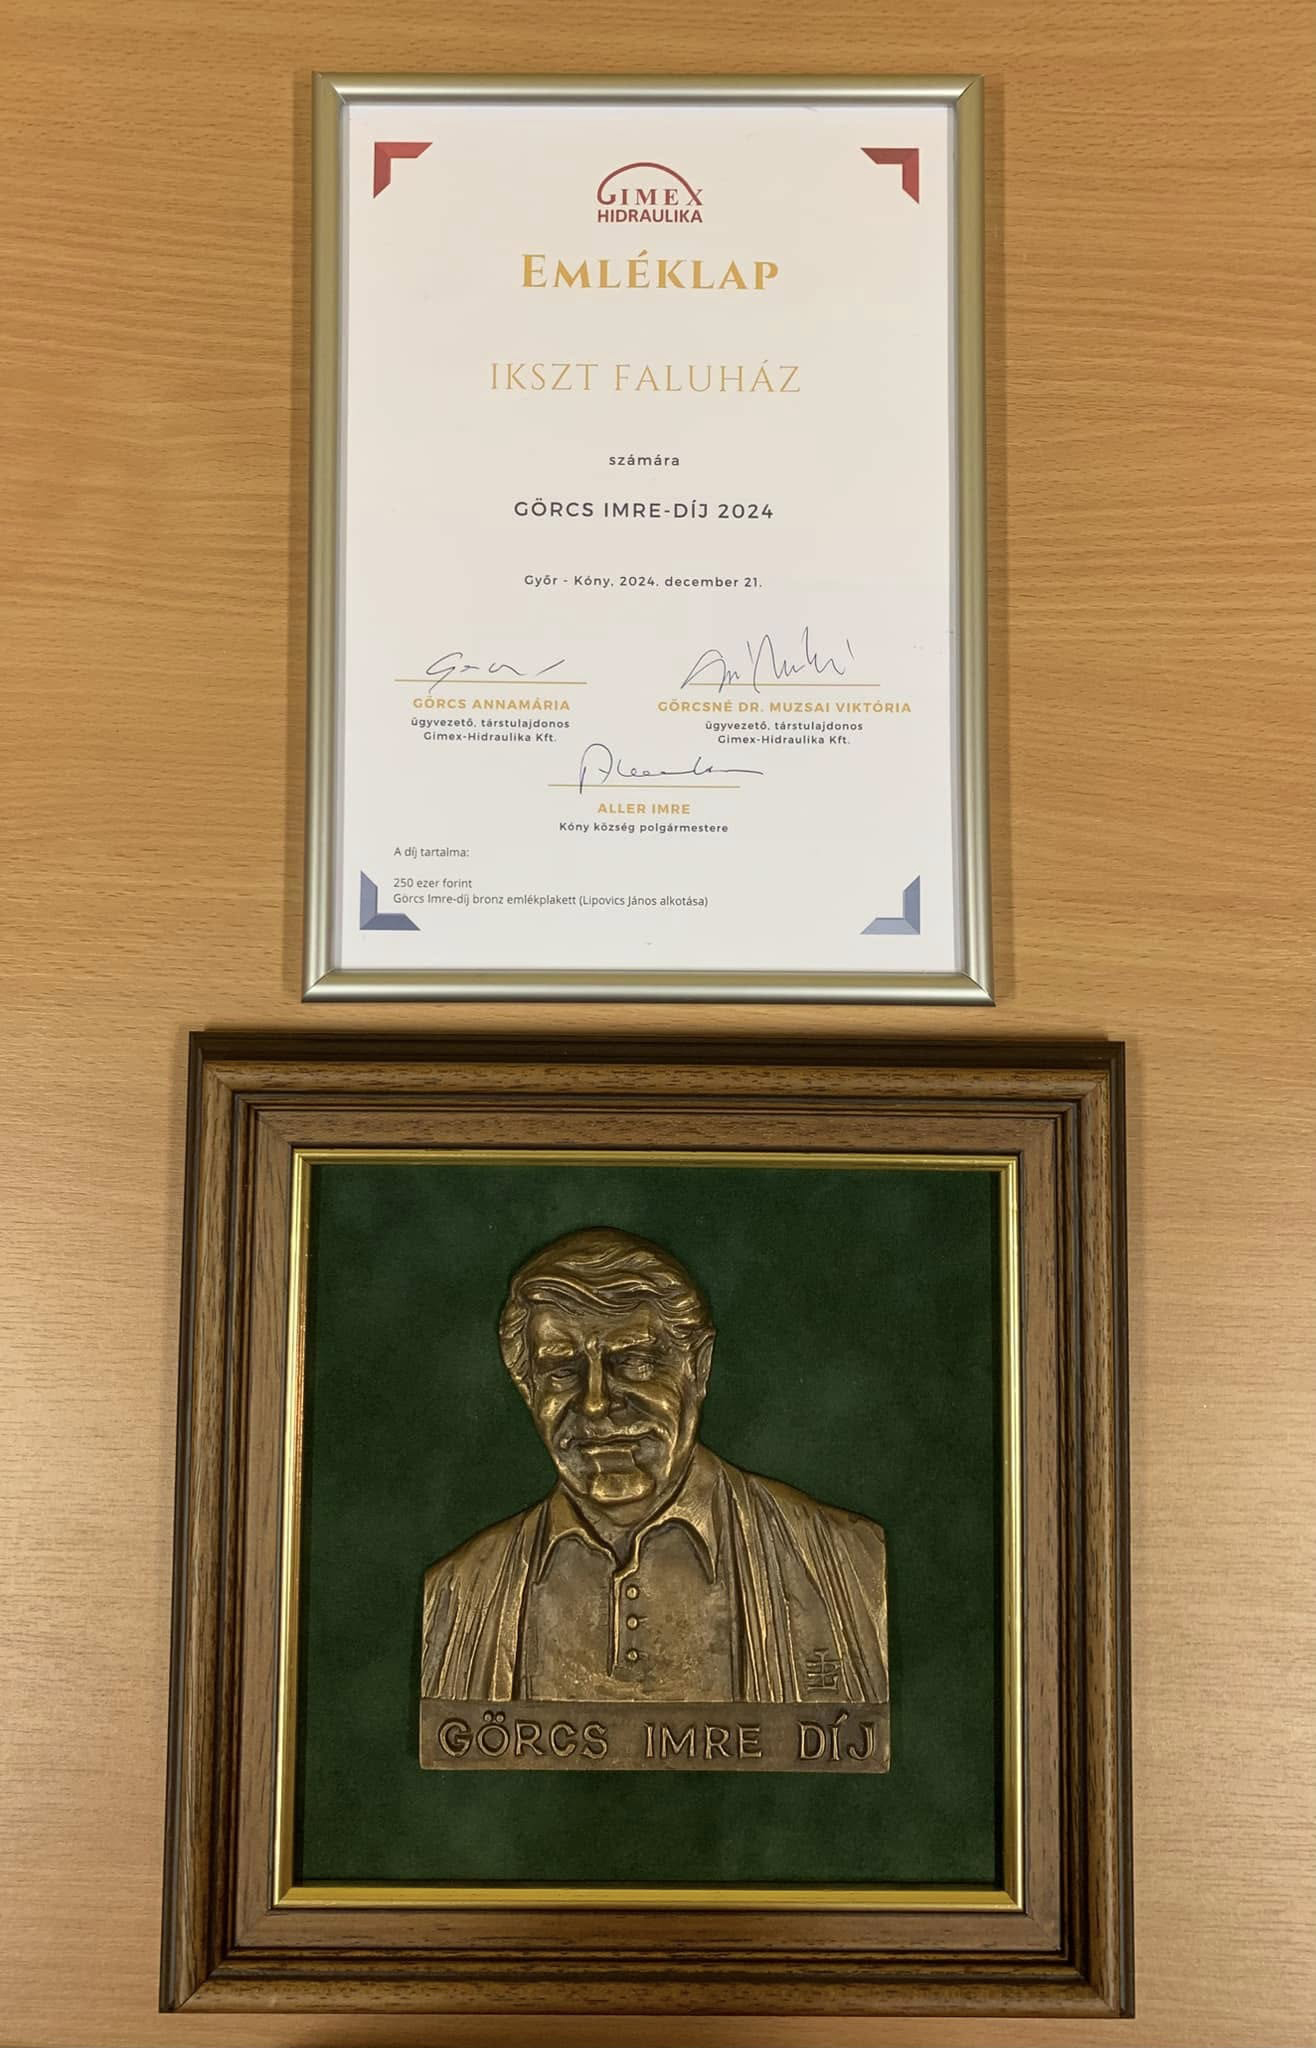 GIMEX
HIDRAULIKA
EMLÉKLAP
IKSZT FALUHÁZ
számára
GÖRCS IMRE-DÍJ 2024
Győr - Kóny, 2024. december 21.
GÖRCS ANNAMÁRIA
ügyvezető, társtulajdonos
Gimex-Hidraulika Kft.
GÖRCSNÉ DR. MUZSAI VIKTÓRIA
ügyvezető, társtulajdonos
Gimex-Hidraulika Kft.
ALLER IMRE
Kóny község polgármestere
A díj tartalma:
250 ezer forint
Görcs Imre-díj bronz emlékplakett (Lipovics János alkotása)
GÖRCS IMRE DÍJ